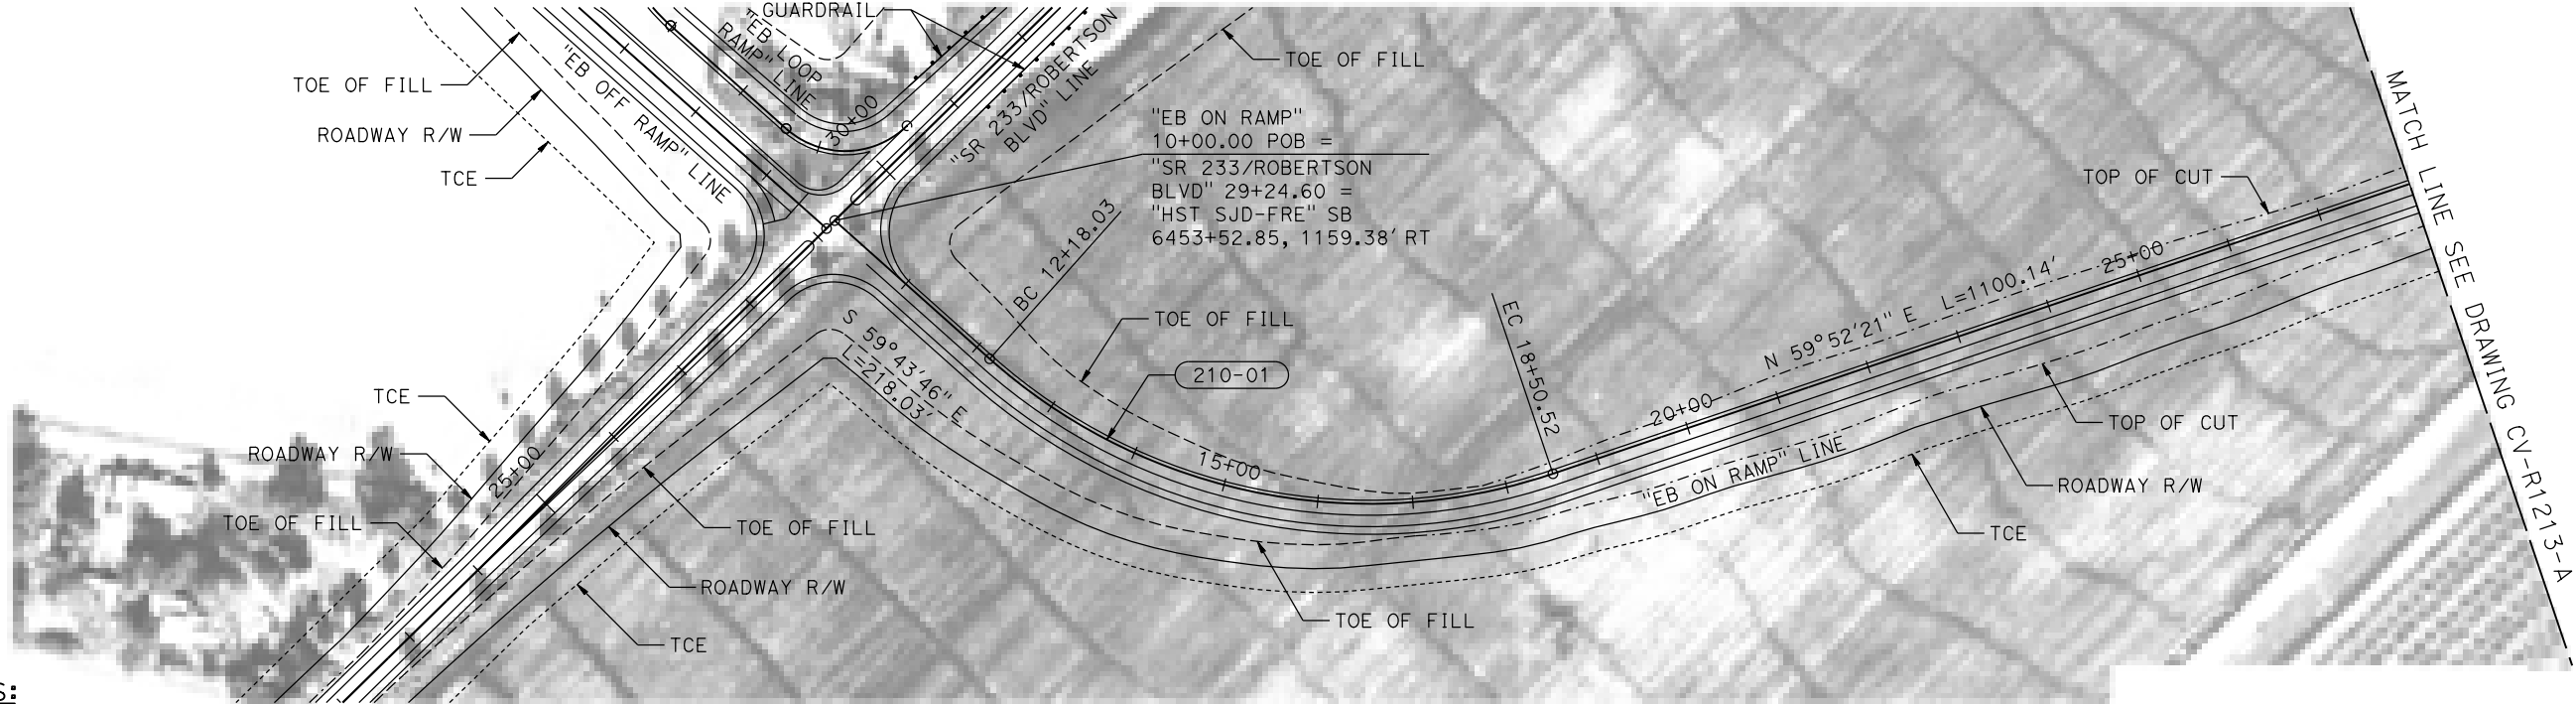 GUARDRAIL
"EB LOOP
RAMP" LINE
TOE OF FILL
"EB OFF RAMP" LINE
ROADWAY R/W
TCE
30+00
"SR 233/ROBERTSON
BLVD" LINE
TOE OF FILL
MATCH LINE SEE DRAWING CV-R1213-A
"EB ON RAMP"
10+00.00 POB =
"SR 233/ROBERTSON
BLVD" 29+24.60 =
"HST SJD-FRE" SB
6453+52.85, 1159.38' RT
TOP OF CUT
BC 12+18.03
25+00
N 59°52'21" E L=1100.14'
TOE OF FILL
EC 18+50.52
S 59°43'46" E
L=218.03'
210-01
TCE
20+00
TOP OF CUT
ROADWAY R/W
25+00
15+00
"EB ON RAMP" LINE
ROADWAY R/W
TOE OF FILL
TOE OF FILL
TCE
ROADWAY R/W
TOE OF FILL
TCE
S: